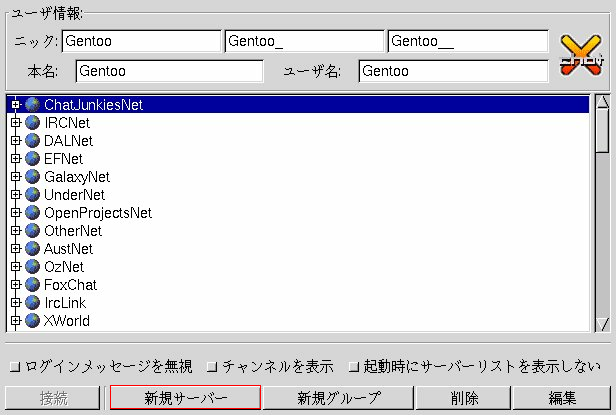 ユーザ情報:
ニック: Gentoo Gentoo_ Gentoo__
本名: Gentoo ユーザ名: Gentoo
xchat
ChatJunkiesNet
IRCNet
DALNet
EFNet
GalaxyNet
UnderNet
OpenProjectsNet
OtherNet
AustNet
OzNet
FoxChat
IrcLink
XWorld
ログインメッセージを無視 チャンネルを表示 起動時にサーバーリストを表示しない
接続 新規サーバー 新規グループ 削除 編集